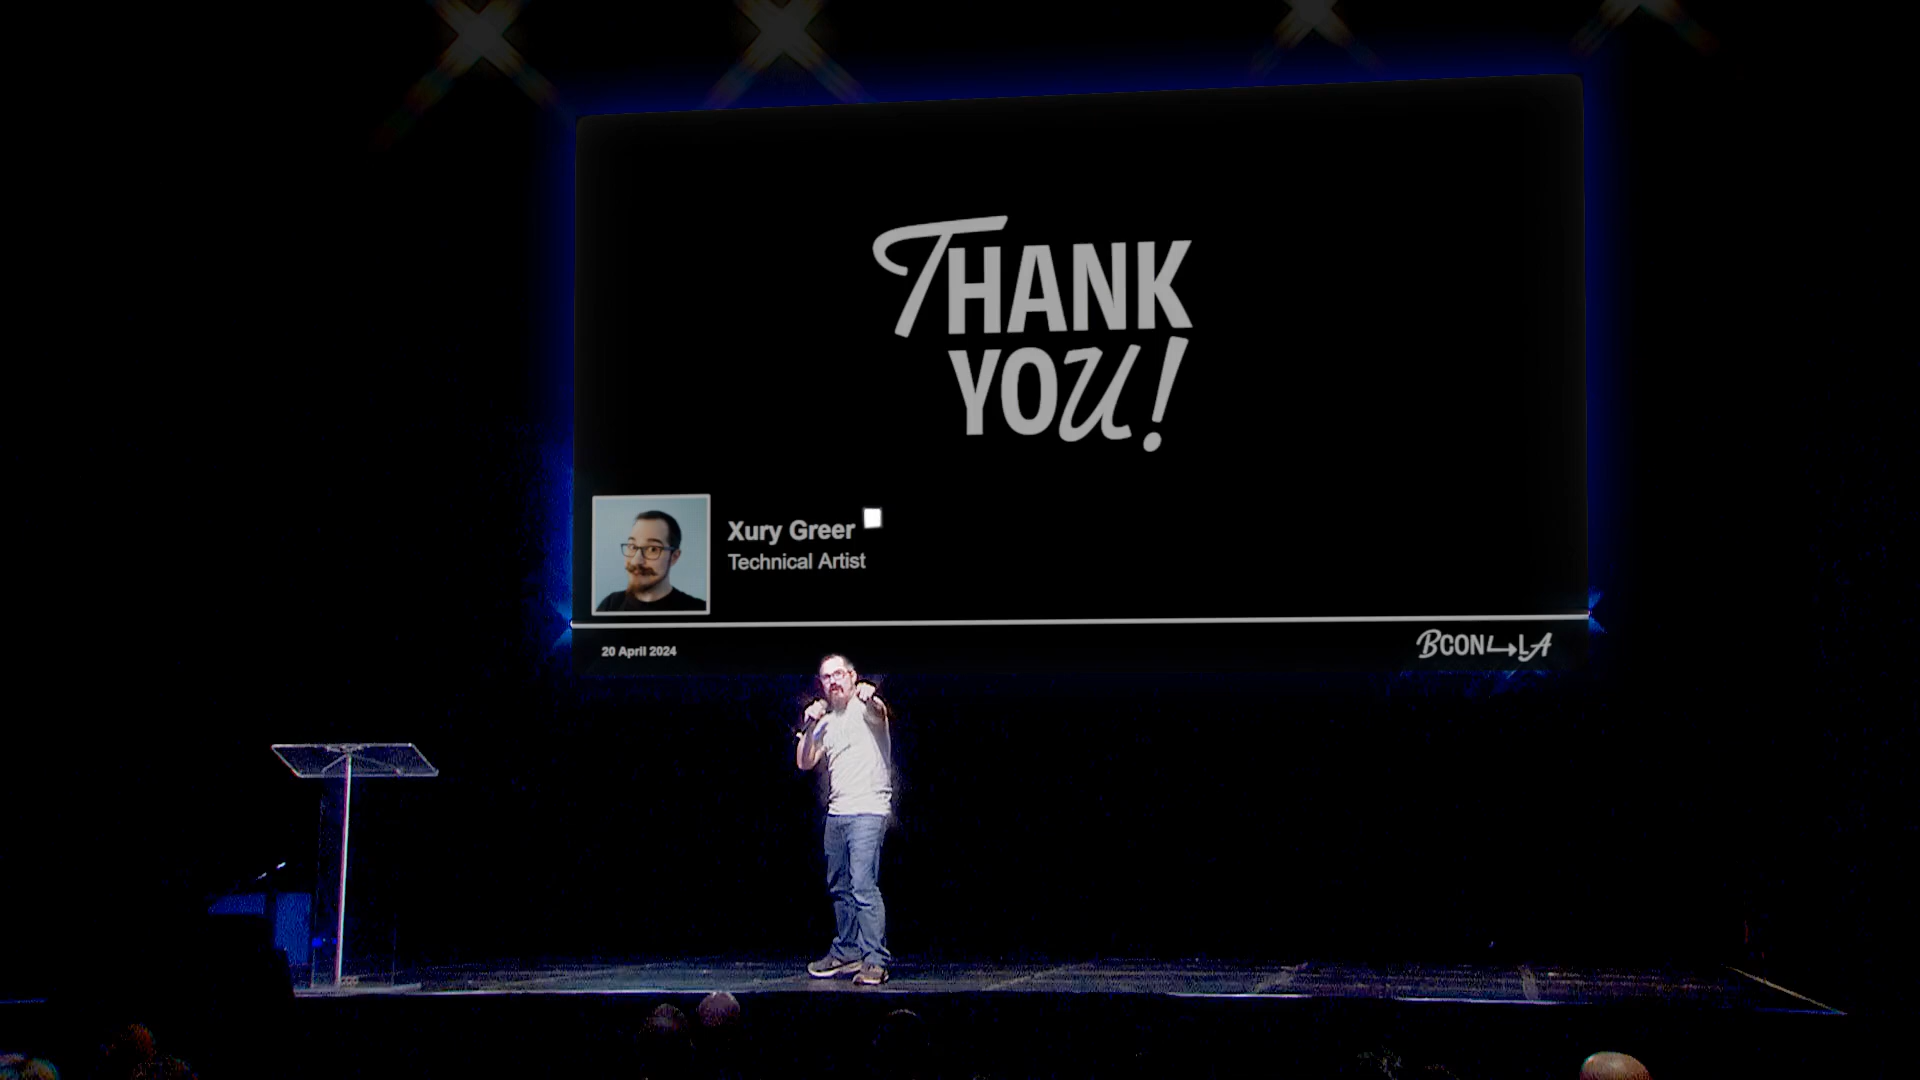 THANK
YOU!
Xury Greer
Technical Artist
20 April 2024
BCON LA